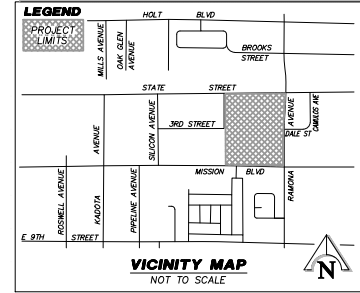 LEGEND
PROJECT
LIMITS
HOLT BLVD
MILLS AVENUE
OAK GLEN
AVENUE
BROOKS
STREET
STATE STREET
SILICON AVENUE
3RD STREET
AVENUE
DALE ST
CAMULOS AVE
MISSION BLVD
ROSWELL AVENUE
KADOTA AVENUE
PIPELINE AVENUE
RAMONA
E 9TH STREET
VICINITY MAP
NOT TO SCALE
N